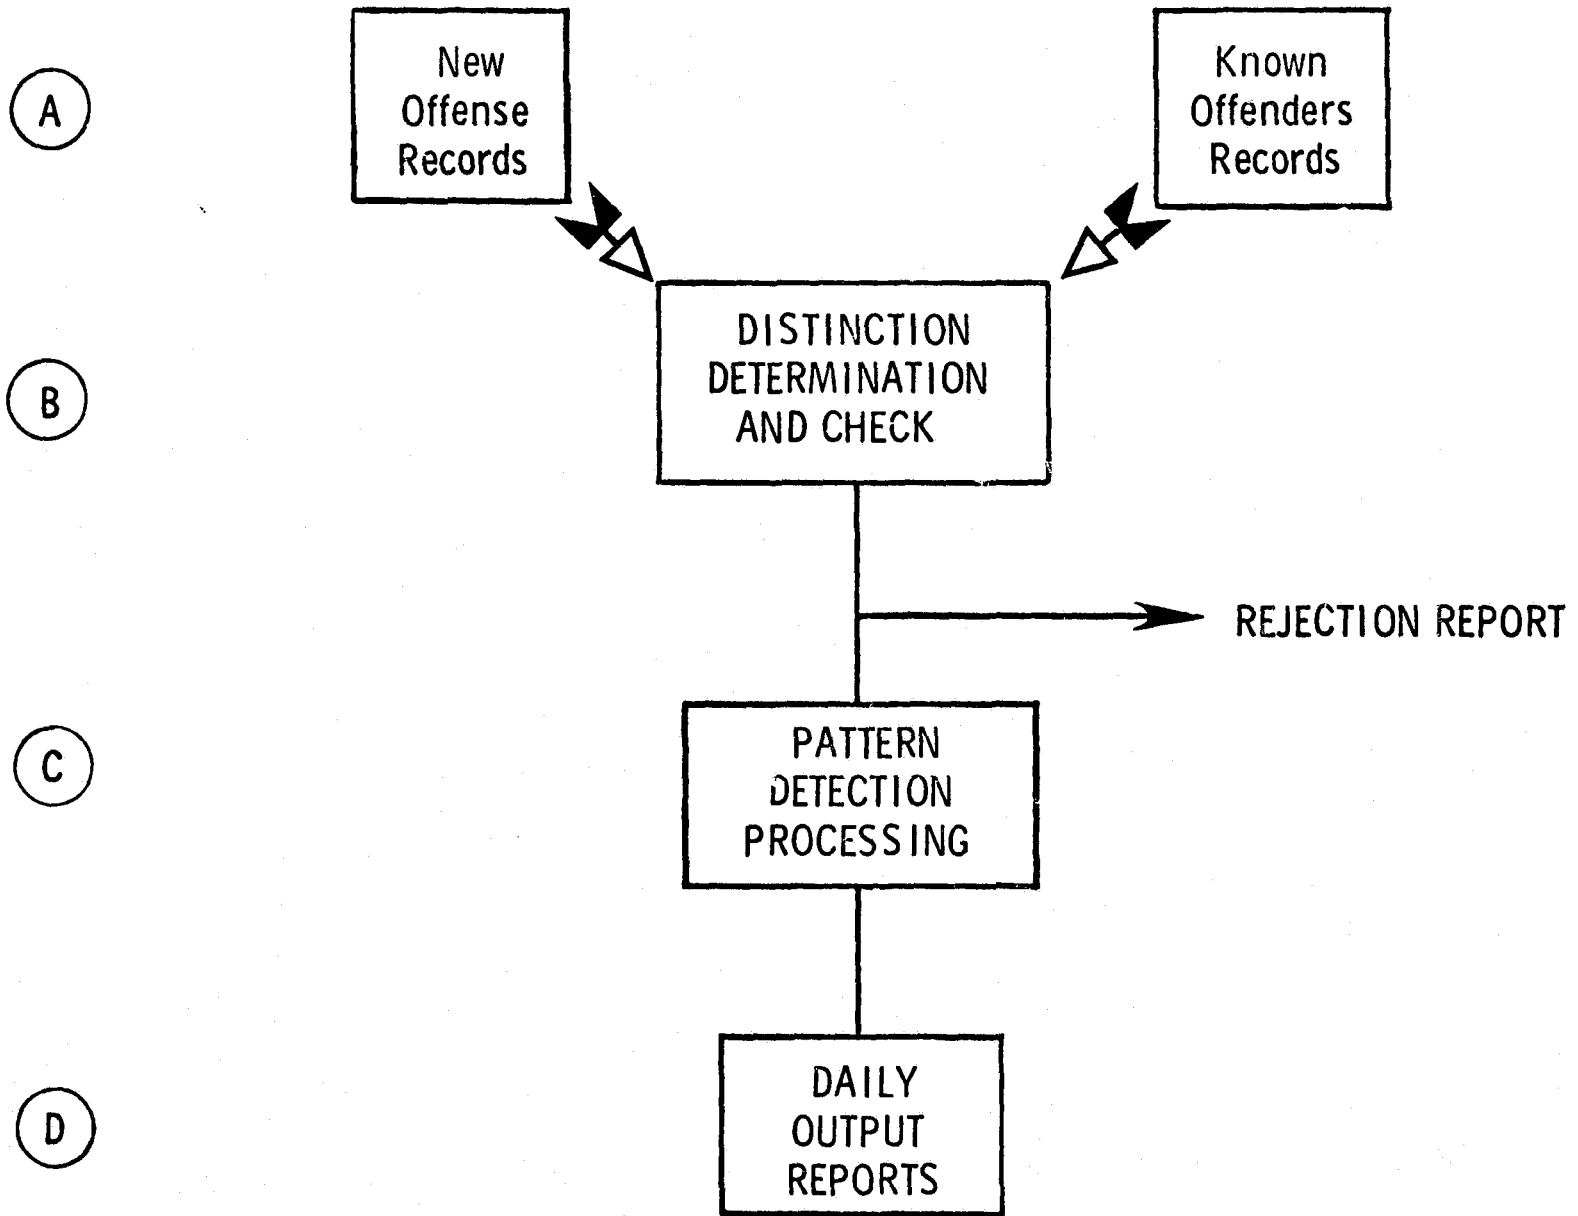 A
New
Offense
Records
Known
Offenders
Records
B
DISTINCTION
DETERMINATION
AND CHECK
REJECTION REPORT
C
PATTERN
DETECTION
PROCESSING
D
DAILY
OUTPUT
REPORTS